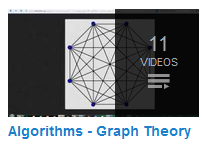 11
VIDEOS
Algorithms - Graph Theory